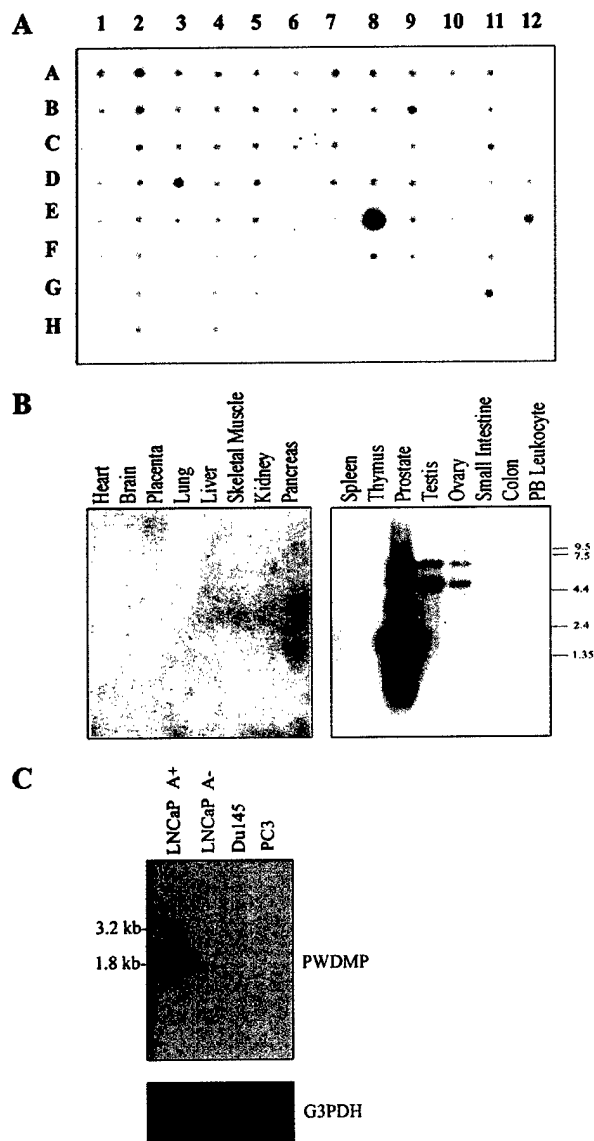 A
1 2 3 4 5 6 7 8 9 10 11 12
A
B
C
D
E
F
G
H
B
Heart
Brain
Placenta
Lung
Liver
Skeletal Muscle
Kidney
Pancreas
Spleen
Thymus
Prostate
Testis
Ovary
Small Intestine
Colon
PB Leukocyte
9.5
7.5
4.4
2.4
1.35
C
LNCaP A+
LNCaP A-
Du145
PC3
3.2 kb-
1.8 kb-
PWDMP
G3PDH